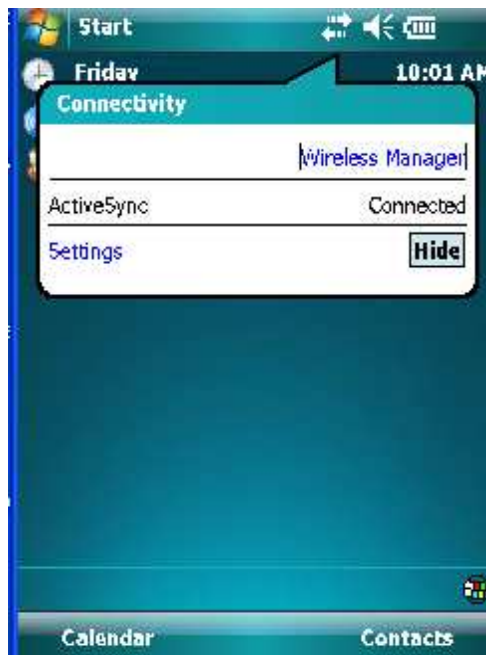 Start
Friday 10:01 AM
Connectivity
Wireless Manager
ActiveSync Connected
Settings Hide
Calendar Contacts